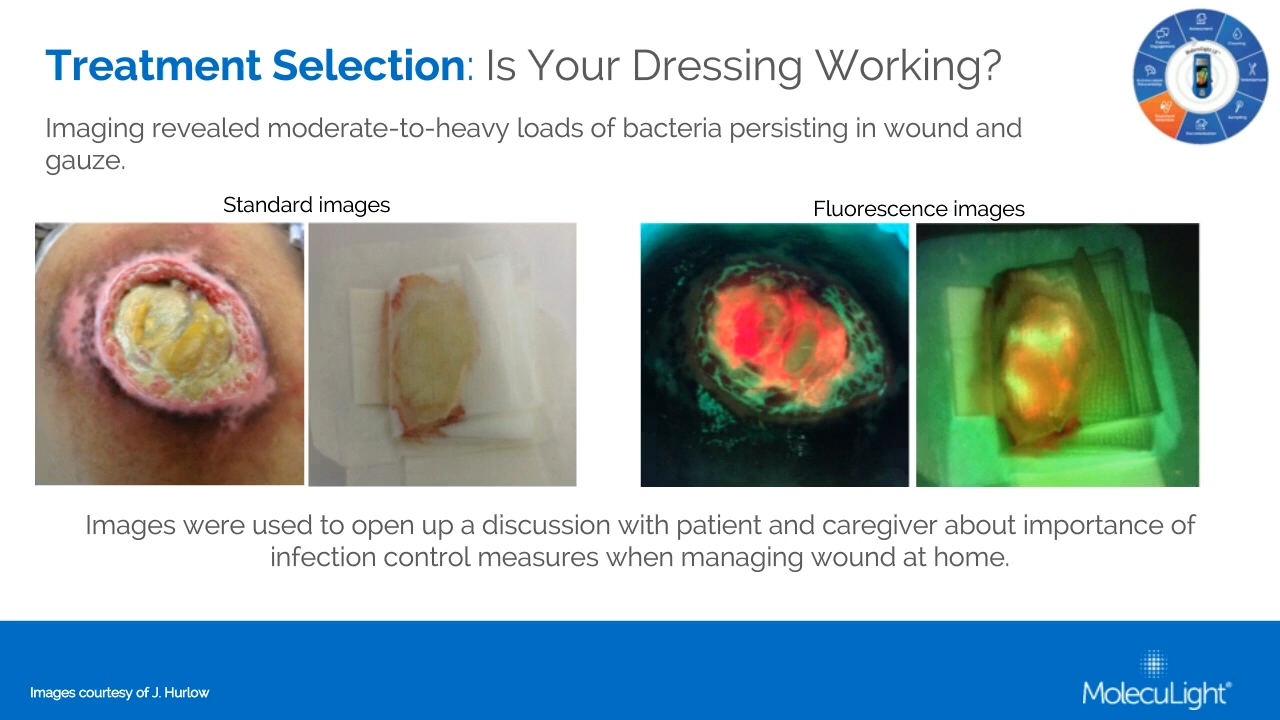 Treatment Selection: Is Your Dressing Working?
Imaging revealed moderate-to-heavy loads of bacteria persisting in wound and
gauze.
Standard images
Fluorescence images
Images were used to open up a discussion with patient and caregiver about importance of
infection control measures when managing wound at home.
Images courtesy of J. Hurlow
MolecuLight®